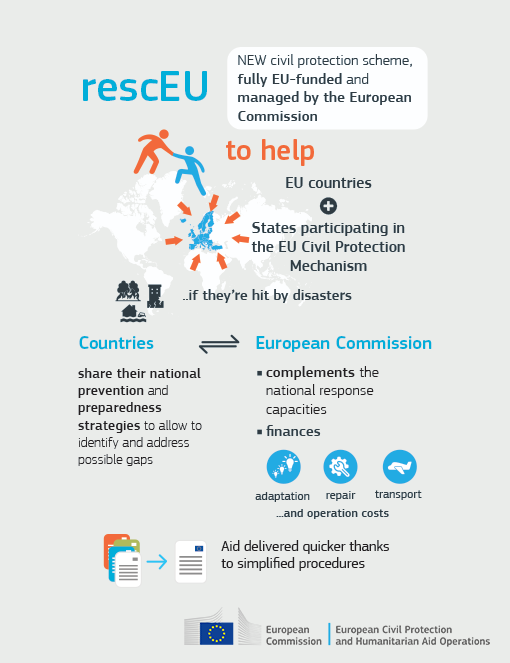 rescEU
NEW civil protection scheme,
fully EU-funded and
managed by the European
Commission
to help
EU countries
+
States participating in
the EU Civil Protection
Mechanism
..if they're hit by disasters
Countries
share their national
prevention and
preparedness
strategies to allow to
identify and address
possible gaps
European Commission
▪ complements the
national response
capacities
▪ finances
adaptation
repair
transport
...and operation costs
Aid delivered quicker thanks
to simplified procedures
European
Commission
European Civil Protection
and Humanitarian Aid Operations